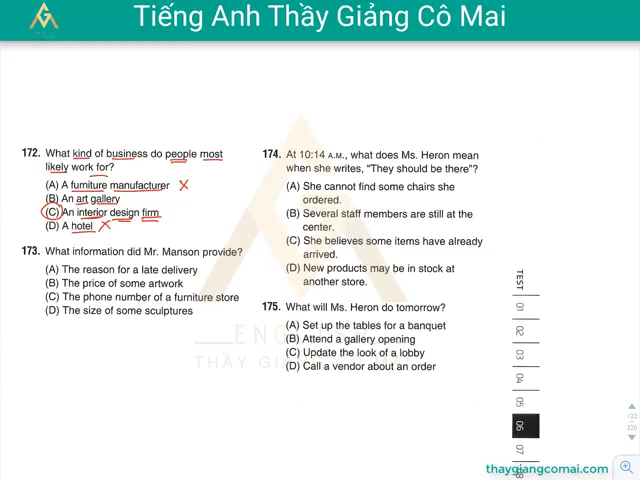 Tiếng Anh Thầy Giảng Cô Mai
172. What kind of business do people most
likely work for?
(A) A furniture manufacturer
(B) An art gallery
(C) An interior design firm
(D) A hotel
173. What information did Mr. Manson provide?
(A) The reason for a late delivery
(B) The price of some artwork
(C) The phone number of a furniture store
(D) The size of some sculptures
174. At 10:14 A.M., what does Ms. Heron mean
when she writes, “They should be there”?
(A) She cannot find some chairs she
ordered.
(B) Several staff members are still at the
center.
(C) She believes some items have already
arrived.
(D) New products may be in stock at
another store.
175. What will Ms. Heron do tomorrow?
(A) Set up the tables for a banquet
(B) Attend a gallery opening
(C) Update the look of a lobby
(D) Call a vendor about an order
TEST
01
02
03
04
05
06
07
08
122
220
THẦY GIẢNG
thaygiangcomai.com